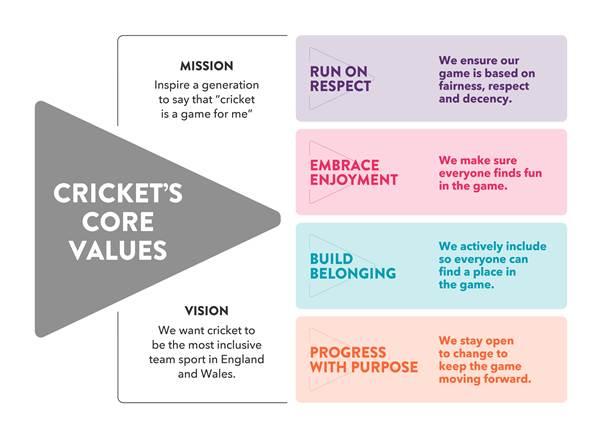 CRICKET'S
CORE
VALUES
MISSION
Inspire a generation
to say that “cricket
is a game for me”
VISION
We want cricket to
be the most inclusive
team sport in England
and Wales.
RUN ON
RESPECT
We ensure our
game is based on
fairness, respect
and decency.
EMBRACE
ENJOYMENT
We make sure
everyone finds fun
in the game.
BUILD
BELONGING
We actively include
so everyone can
find a place in
the game.
PROGRESS
WITH PURPOSE
We stay open
to change to
keep the game
moving forward.